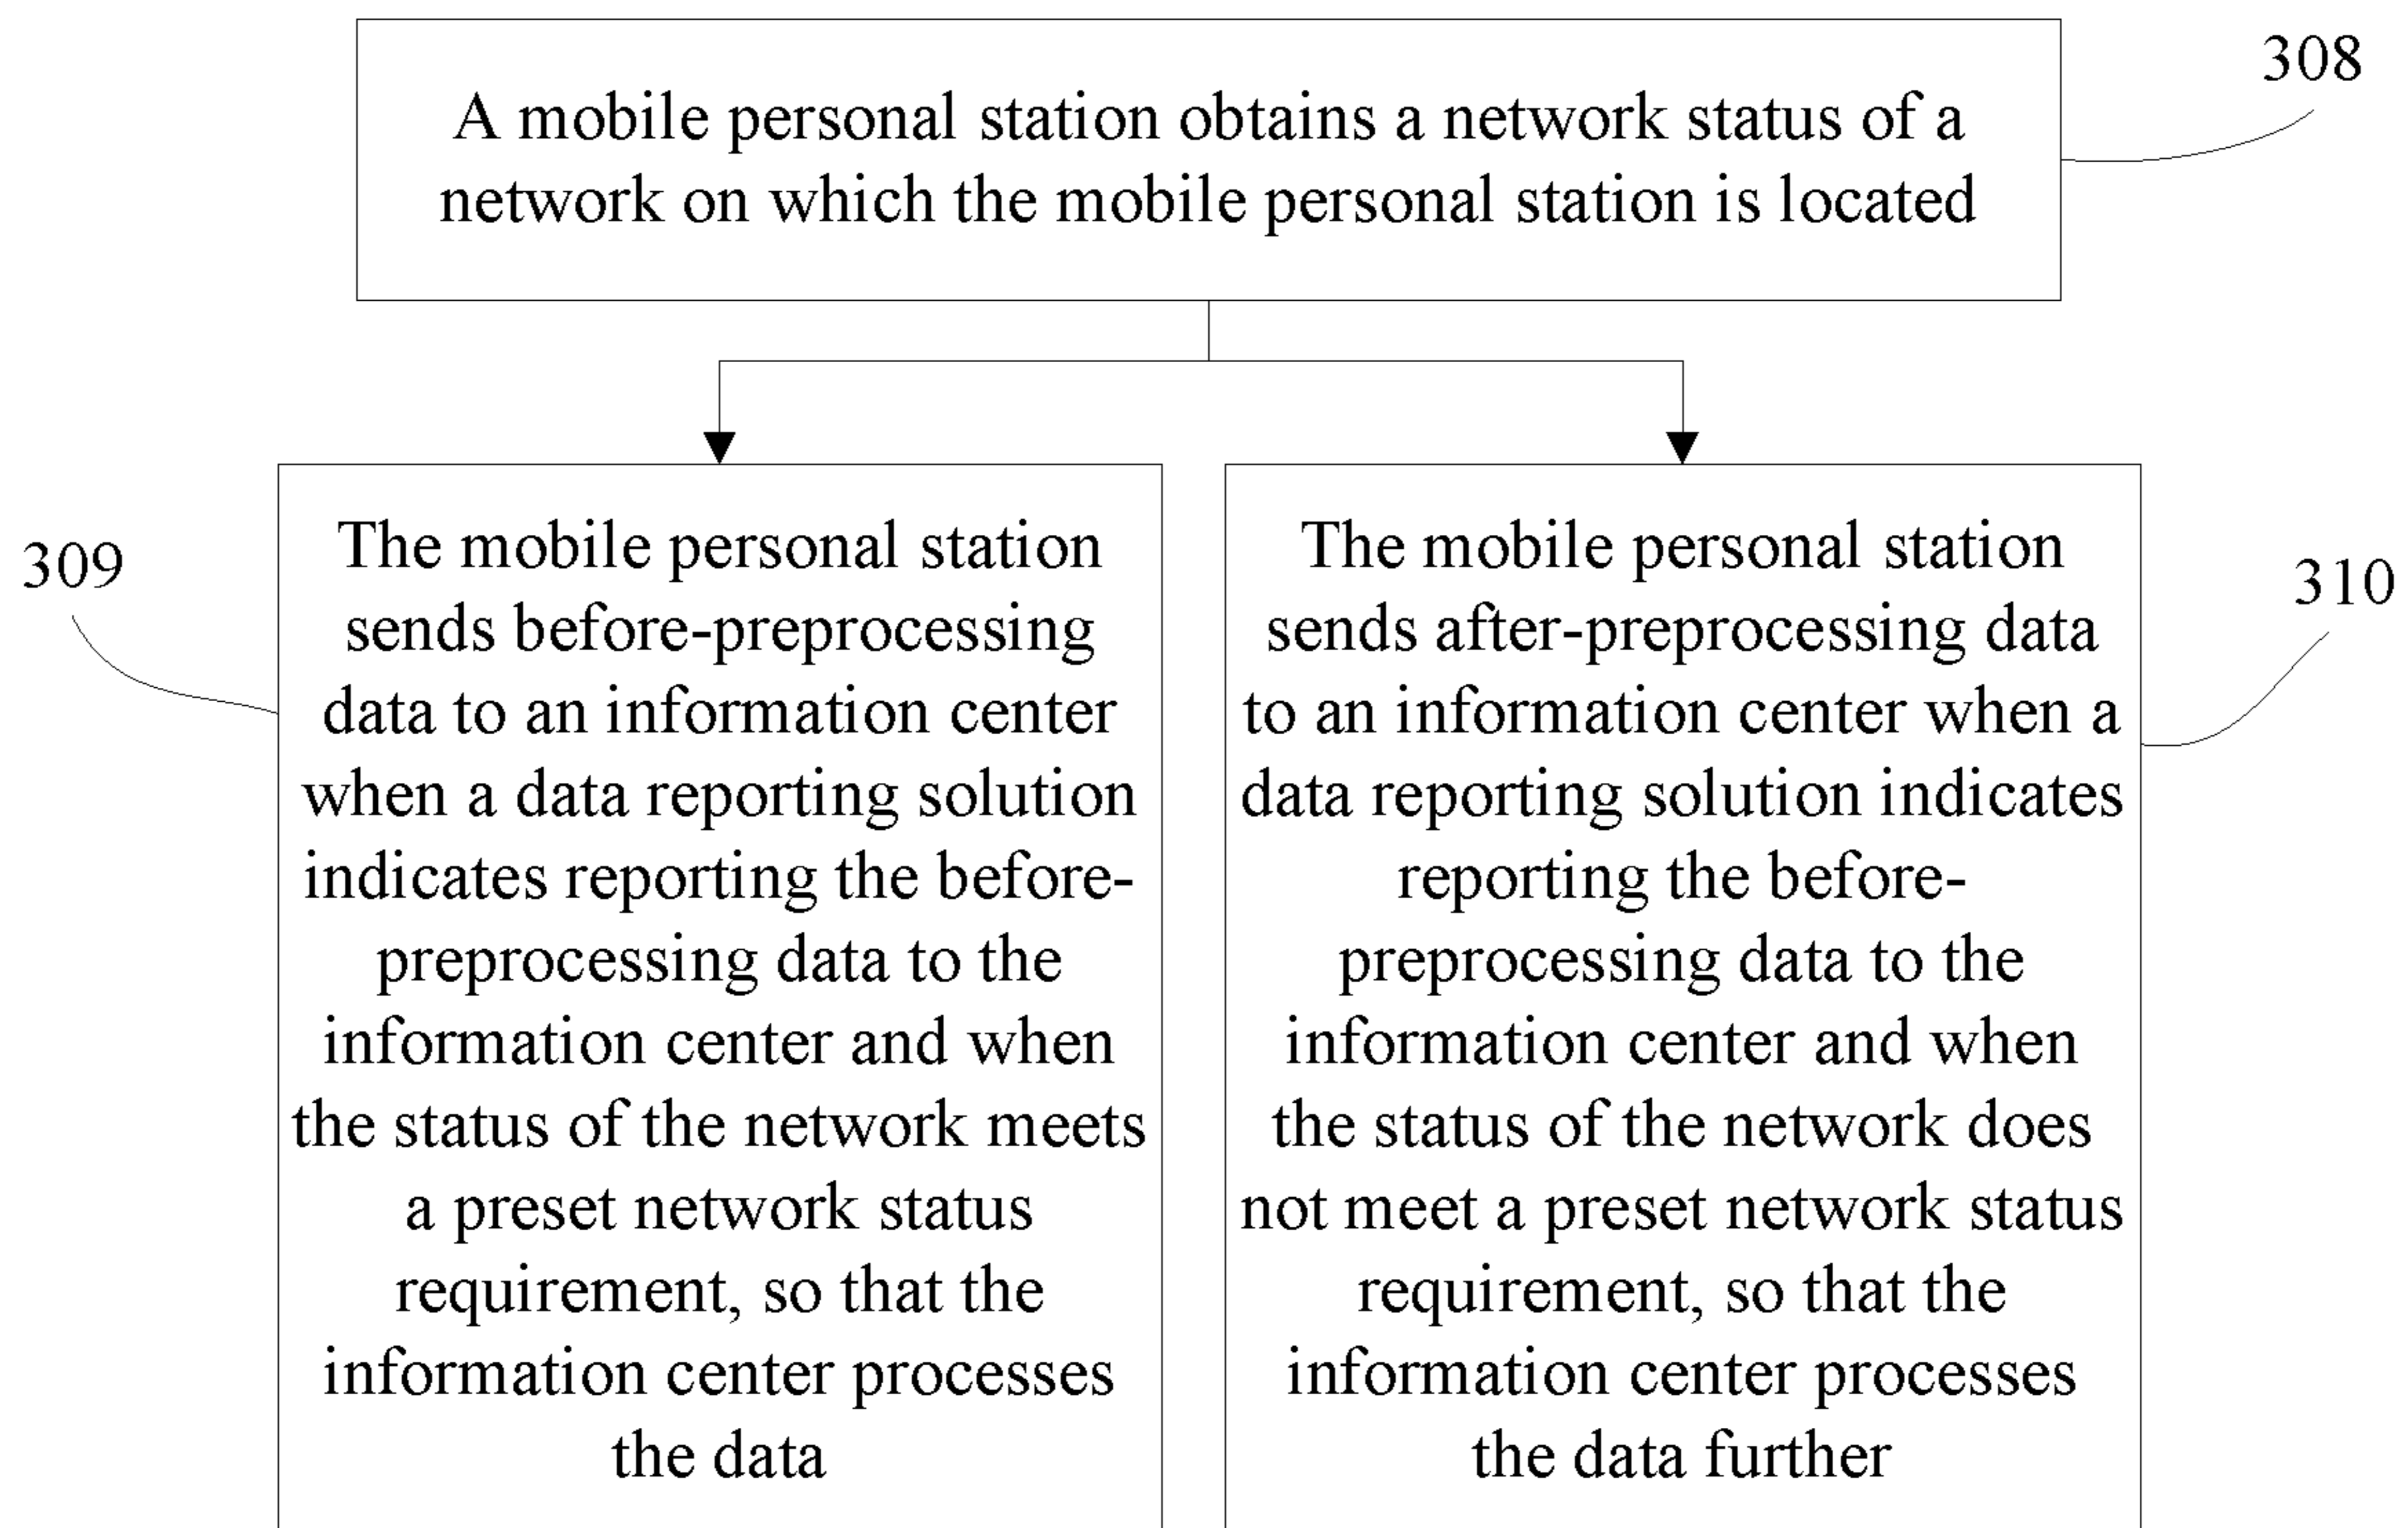 308
A mobile personal station obtains a network status of a
network on which the mobile personal station is located
309
The mobile personal station
sends before-preprocessing
data to an information center
when a data reporting solution
indicates reporting the before-
preprocessing data to the
information center and when
the status of the network meets
a preset network status
requirement, so that the
information center processes
the data
310
The mobile personal station
sends after-preprocessing data
to an information center when a
data reporting solution indicates
reporting the before-
preprocessing data to the
information center and when
the status of the network does
not meet a preset network status
requirement, so that the
information center processes
the data further